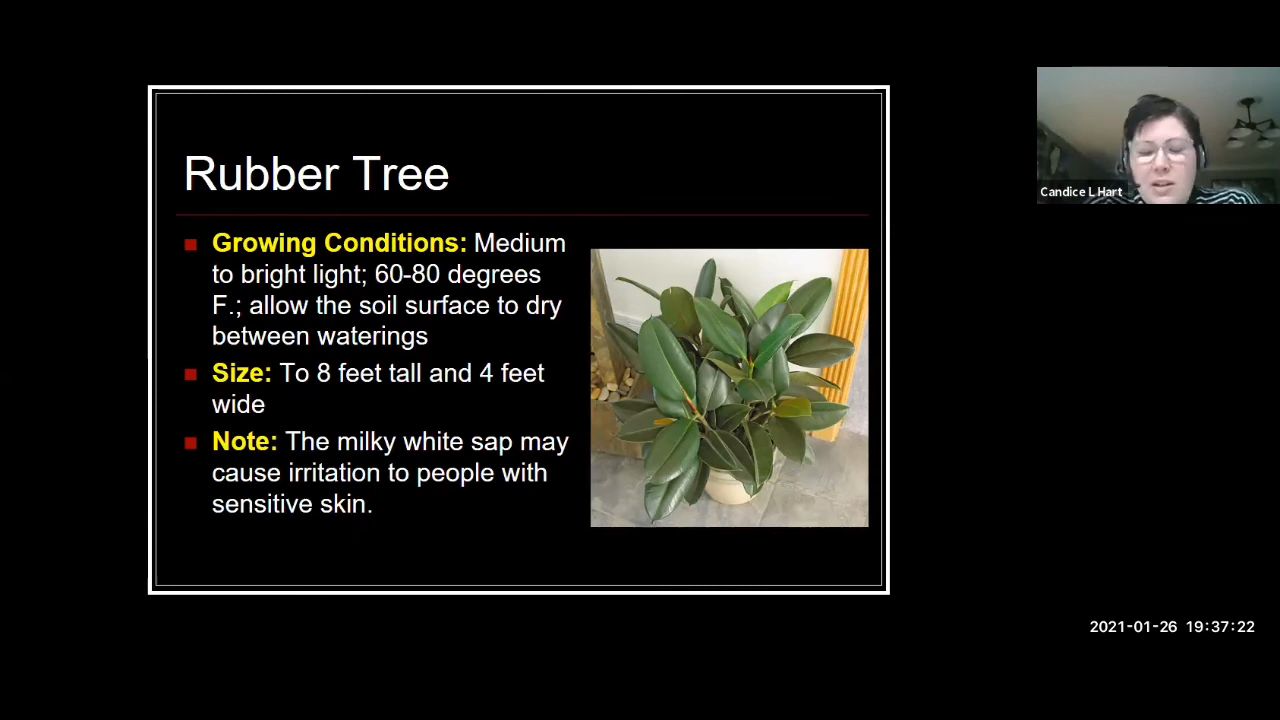 Rubber Tree
Growing Conditions: Medium
to bright light; 60-80 degrees
F.; allow the soil surface to dry
between waterings
Size: To 8 feet tall and 4 feet
wide
Note: The milky white sap may
cause irritation to people with
sensitive skin.
Candice L Hart
2021-01-26 19:37:22